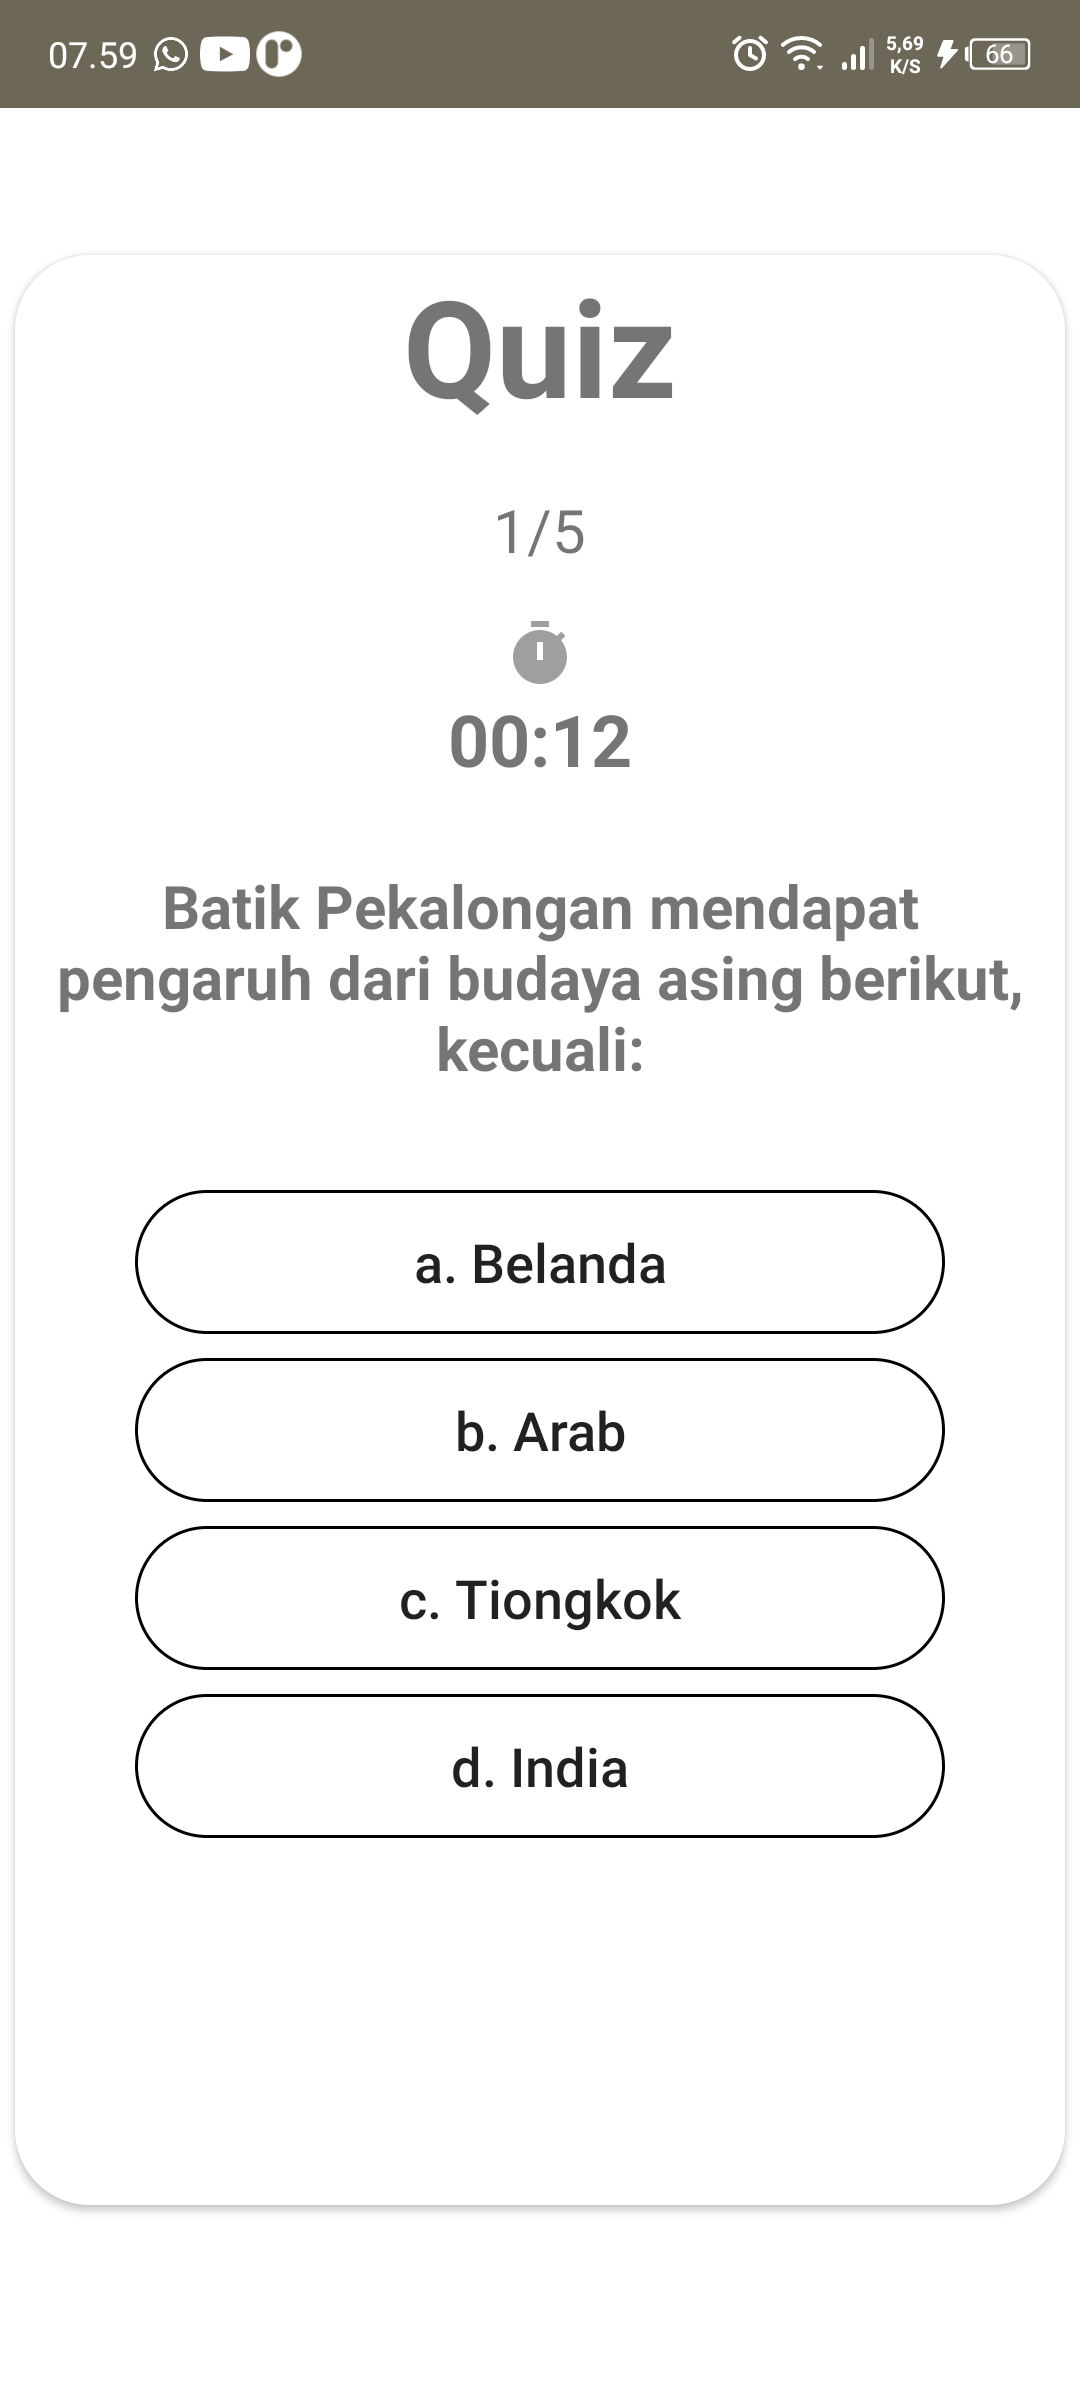 07.59
5,69
K/S
66
Quiz
1/5
00:12
Batik Pekalongan mendapat
pengaruh dari budaya asing berikut,
kecuali:
a. Belanda
b. Arab
c. Tiongkok
d. India